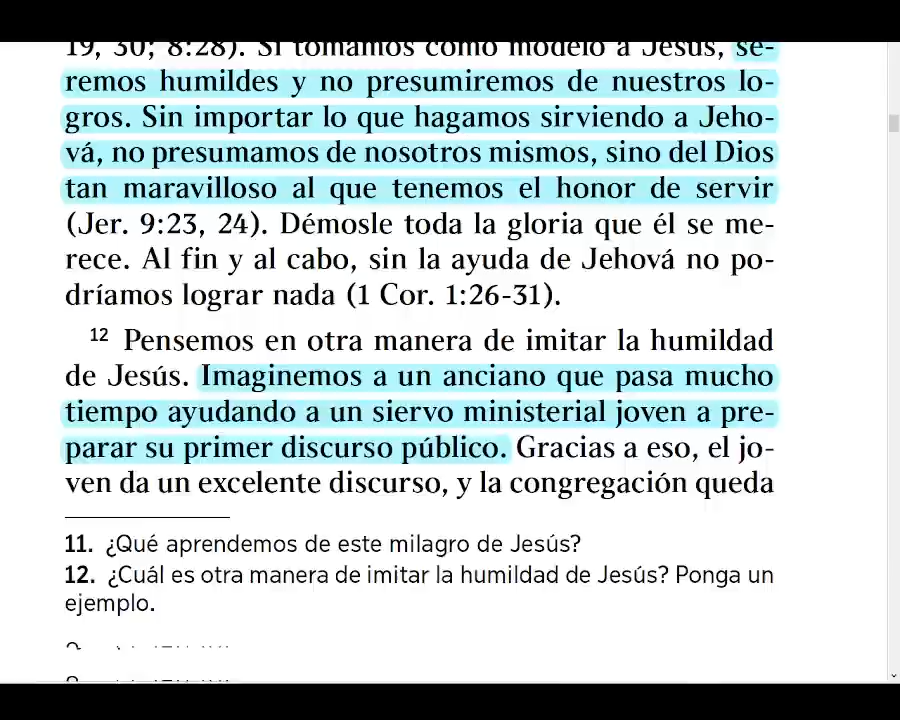 19, 30; 8:28). Si tomamos como modelo a Jesús, se-
remos humildes y no presumiremos de nuestros lo-
gros. Sin importar lo que hagamos sirviendo a Jeho-
vá, no presumamos de nosotros mismos, sino del Dios
tan maravilloso al que tenemos el honor de servir
(Jer. 9:23, 24). Démosle toda la gloria que él se me-
rece. Al fin y al cabo, sin la ayuda de Jehová no po-
dríamos lograr nada (1 Cor. 1:26-31).
12 Pensemos en otra manera de imitar la humildad
de Jesús. Imaginemos a un anciano que pasa mucho
tiempo ayudando a un siervo ministerial joven a pre-
parar su primer discurso público. Gracias a eso, el jo-
ven da un excelente discurso, y la congregación queda
11. ¿Qué aprendemos de este milagro de Jesús?
12. ¿Cuál es otra manera de imitar la humildad de Jesús? Ponga un
ejemplo.